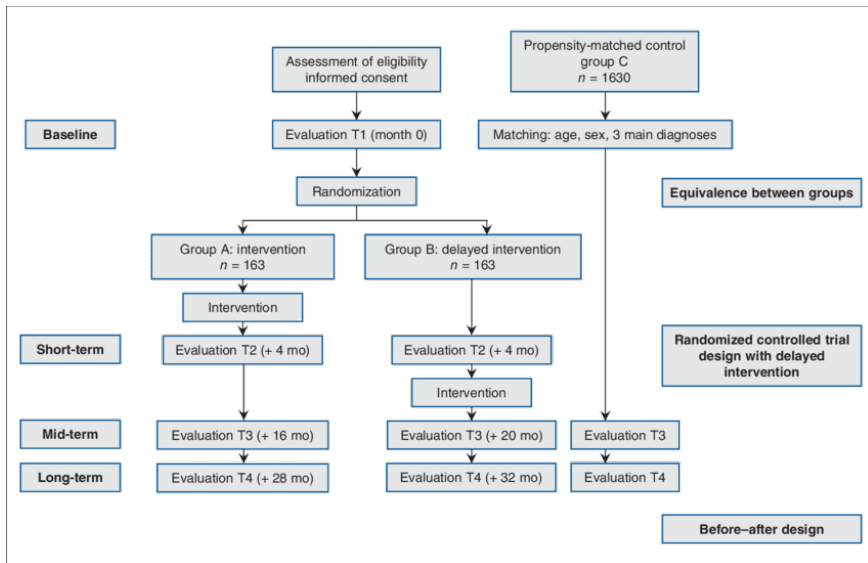 Propensity-matched control
group C
n = 1630
Assessment of eligibility
informed consent
Baseline
Evaluation T1 (month 0)
Matching: age, sex, 3 main diagnoses
Randomization
Equivalence between groups
Group A: intervention
n = 163
Group B: delayed intervention
n = 163
Intervention
Short-term
Evaluation T2 (+ 4 mo)
Evaluation T2 (+ 4 mo)
Randomized controlled trial
design with delayed
intervention
Intervention
Mid-term
Evaluation T3 (+ 16 mo)
Evaluation T3 (+ 20 mo)
Evaluation T3
Long-term
Evaluation T4 (+ 28 mo)
Evaluation T4 (+ 32 mo)
Evaluation T4
Before–after design